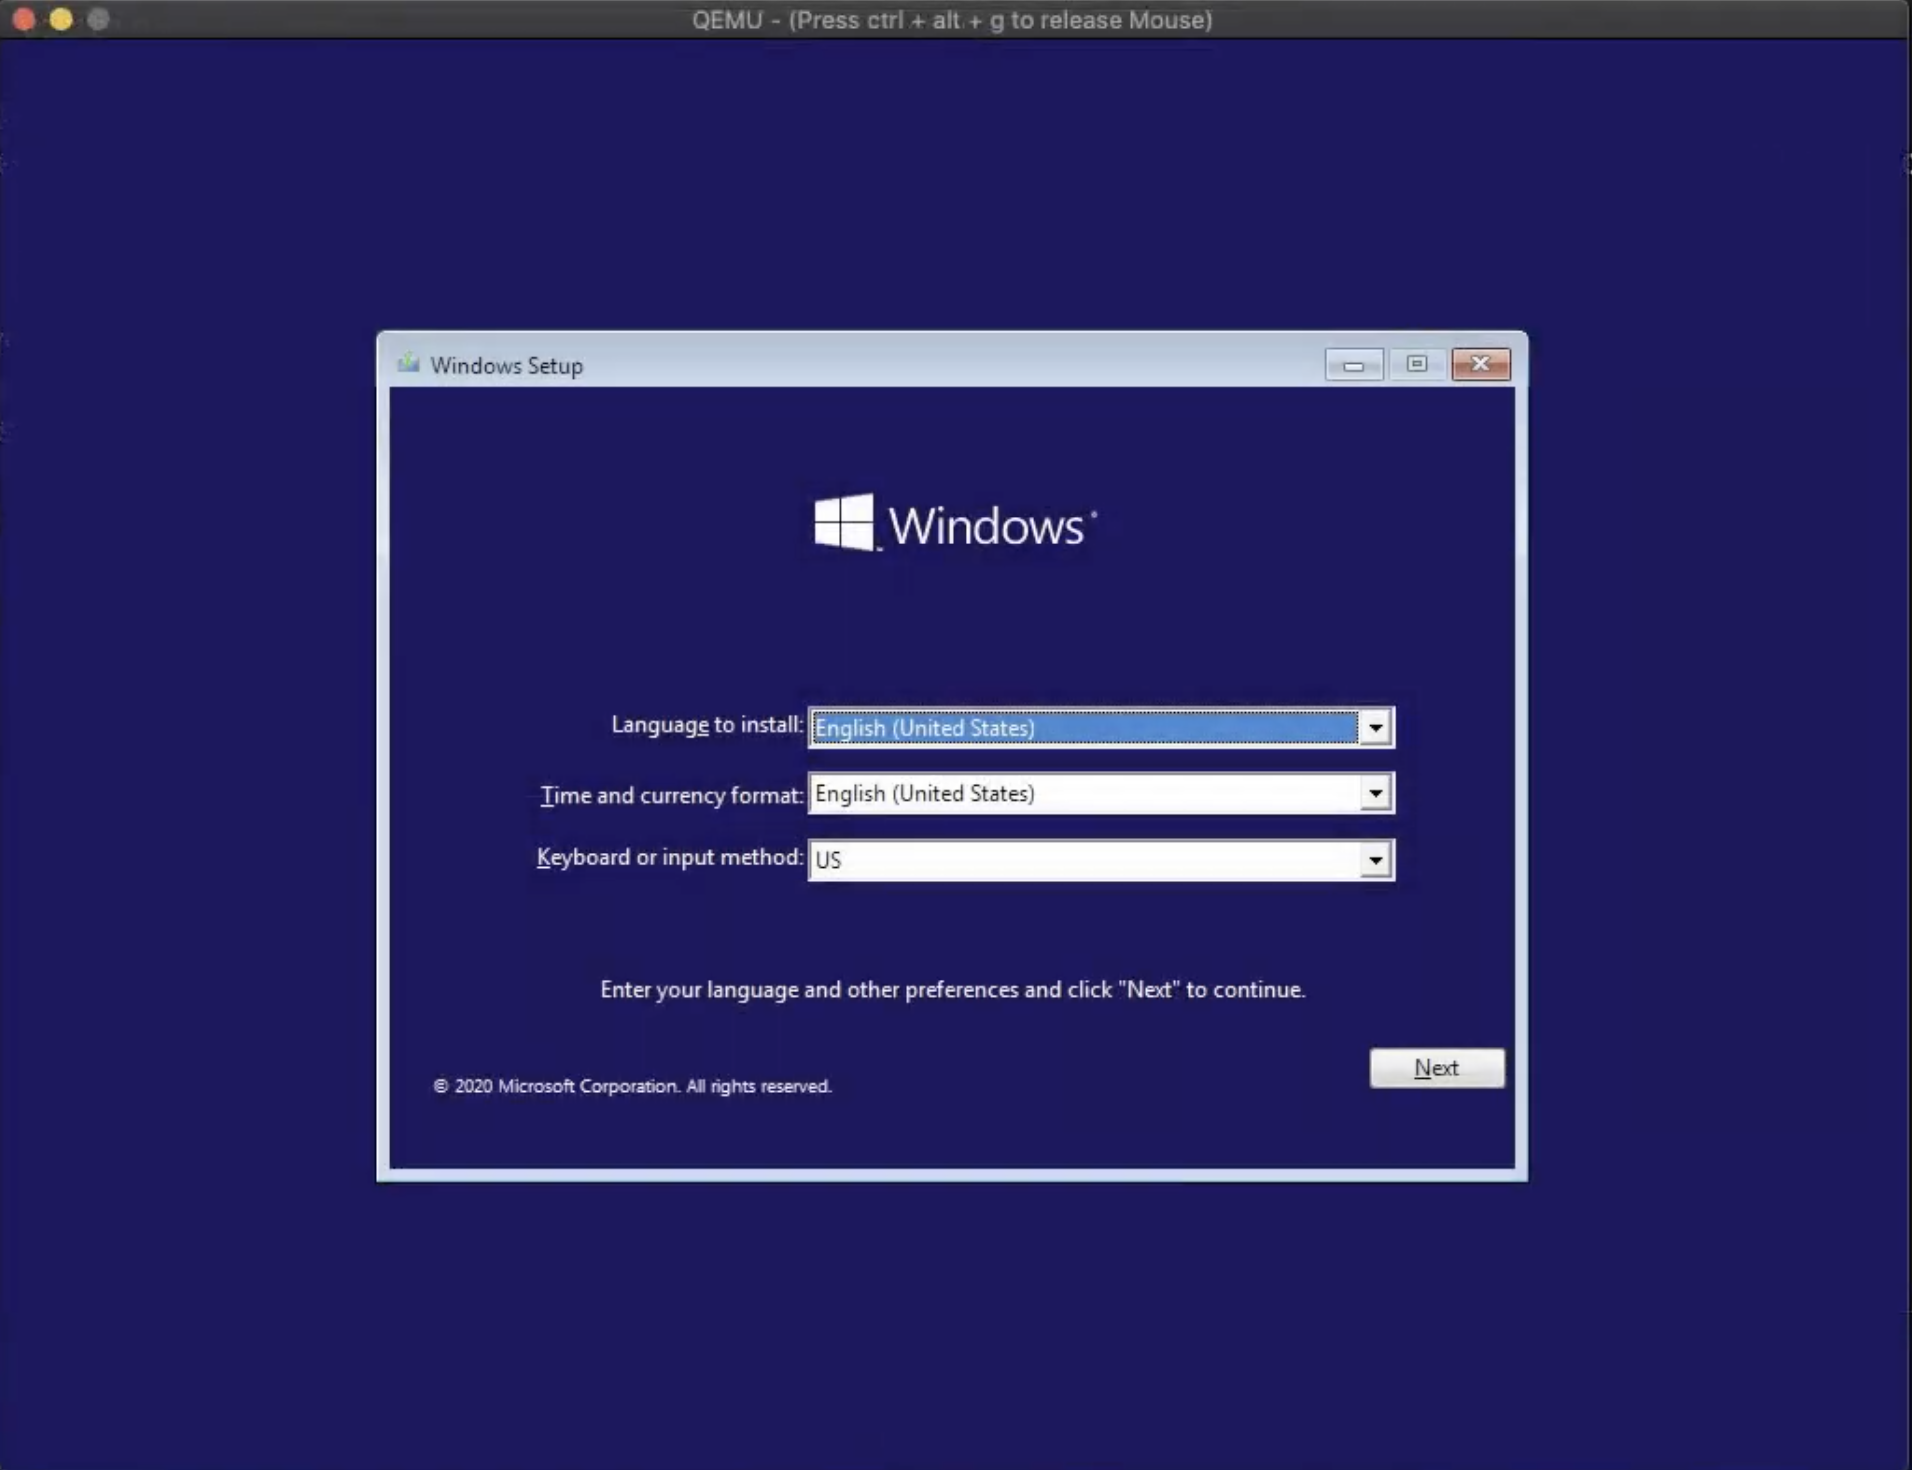 QEMU - (Press ctrl + alt + g to release Mouse)
Windows Setup
Windows
Language to install: English (United States)
Time and currency format: English (United States)
Keyboard or input method: US
Enter your language and other preferences and click "Next" to continue.
Next
© 2020 Microsoft Corporation. All rights reserved.